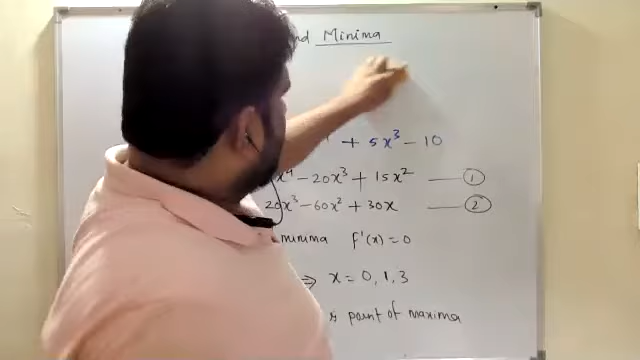 nd Minima
+ 5x³ - 10
x⁴ - 20x³ + 15x² —— ①
20x³ - 60x² + 30x —— ②
minima f'(x) = 0
⇒ x = 0, 1, 3
is point of maxima